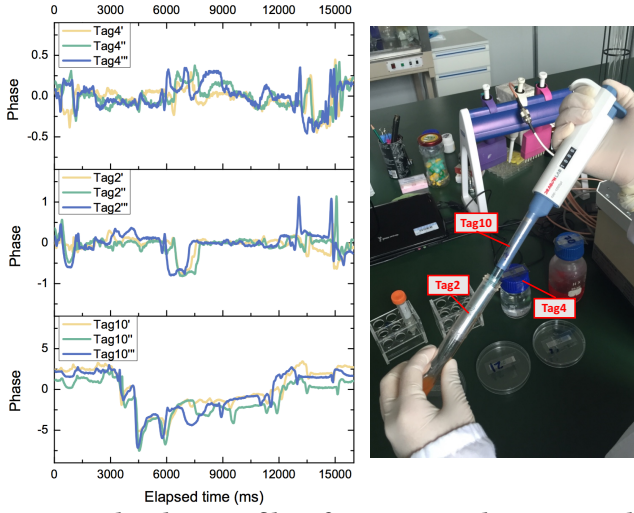 0 3000 6000 9000 12000 15000
Tag4'
Tag4''
Tag4'''
0.5
0.0
-0.5
Phase
Tag2'
Tag2''
Tag2'''
1
0
-1
Phase
Tag10'
Tag10''
Tag10'''
5
0
-5
Phase
0 3000 6000 9000 12000 15000
Elapsed time (ms)
Tag10
Tag2
Tag4